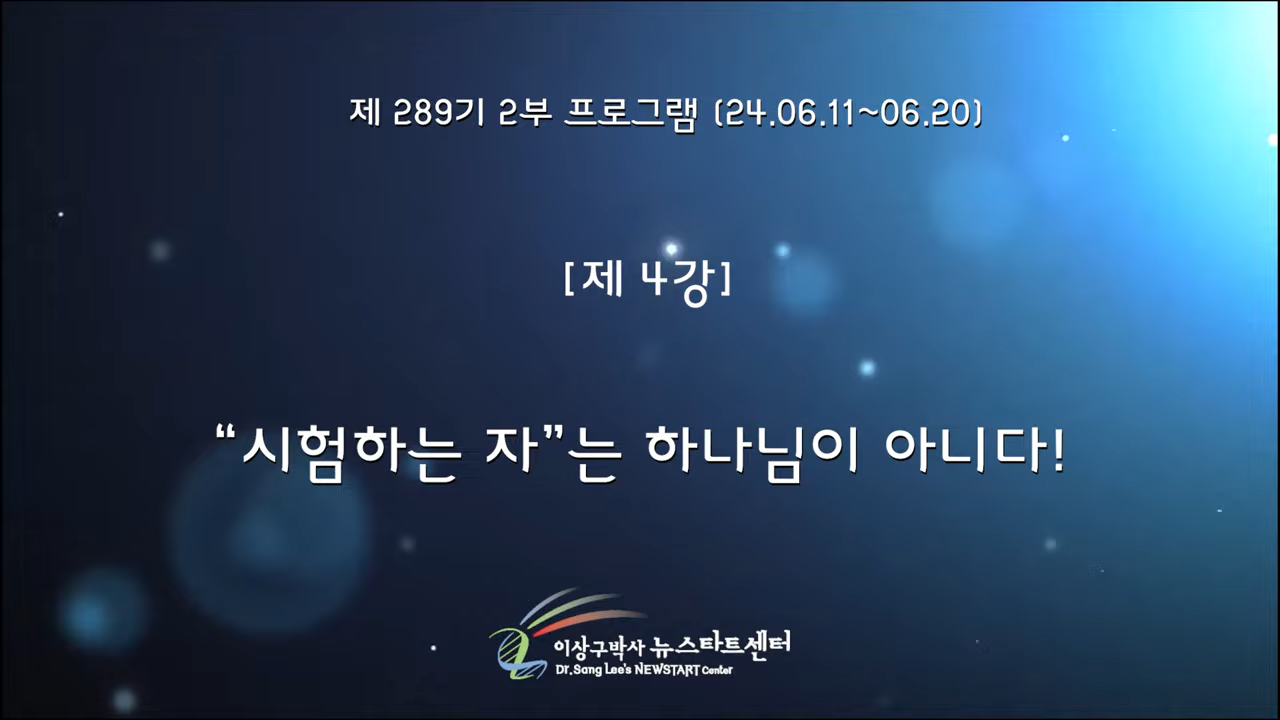 제 289기 2부 프로그램 (24.06.11~06.20)
[제 4강]
“시험하는 자”는 하나님이 아니다!
이상구박사 뉴스타트센터
Dr.Sang Lee's NEWSTART Center